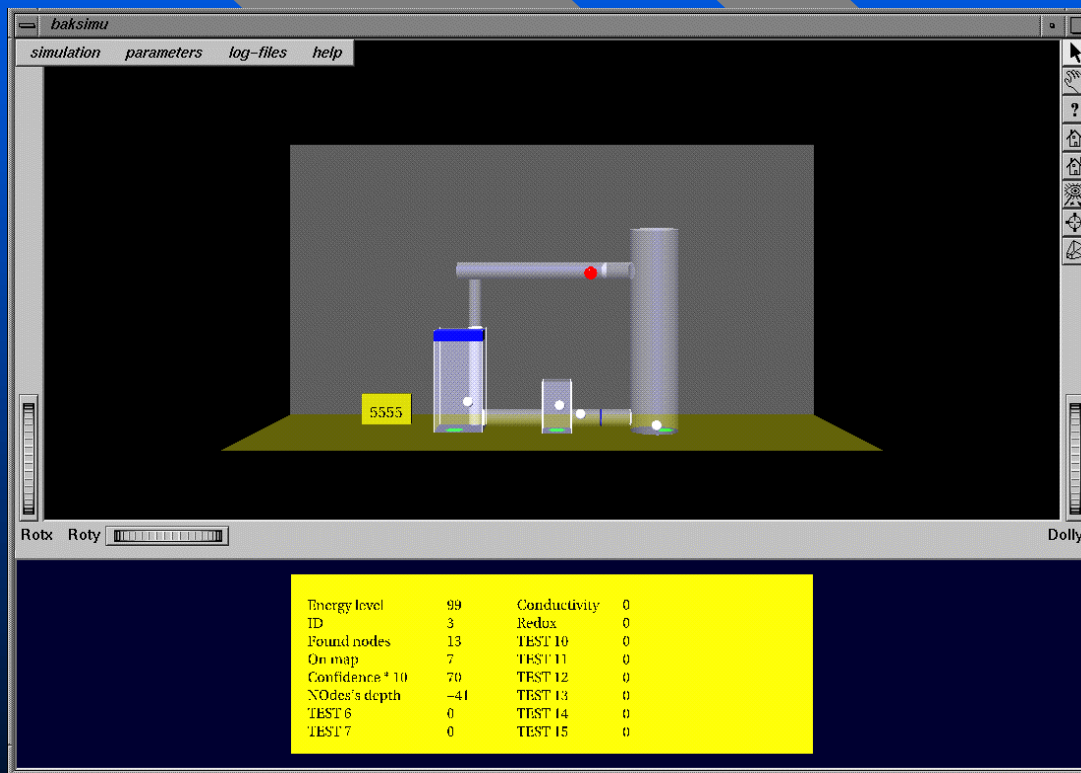 baksimu
simulation parameters log-files help
?
5555
Rotx Roty Dolly
Energy level 99 Conductivity 0
ID 3 Redox 0
Found nodes 13 TEST 10 0
On map 7 TEST 11 0
Confidence * 10 70 TEST 12 0
NOdes's depth -41 TEST 13 0
TEST 6 0 TEST 14 0
TEST 7 0 TEST 15 0